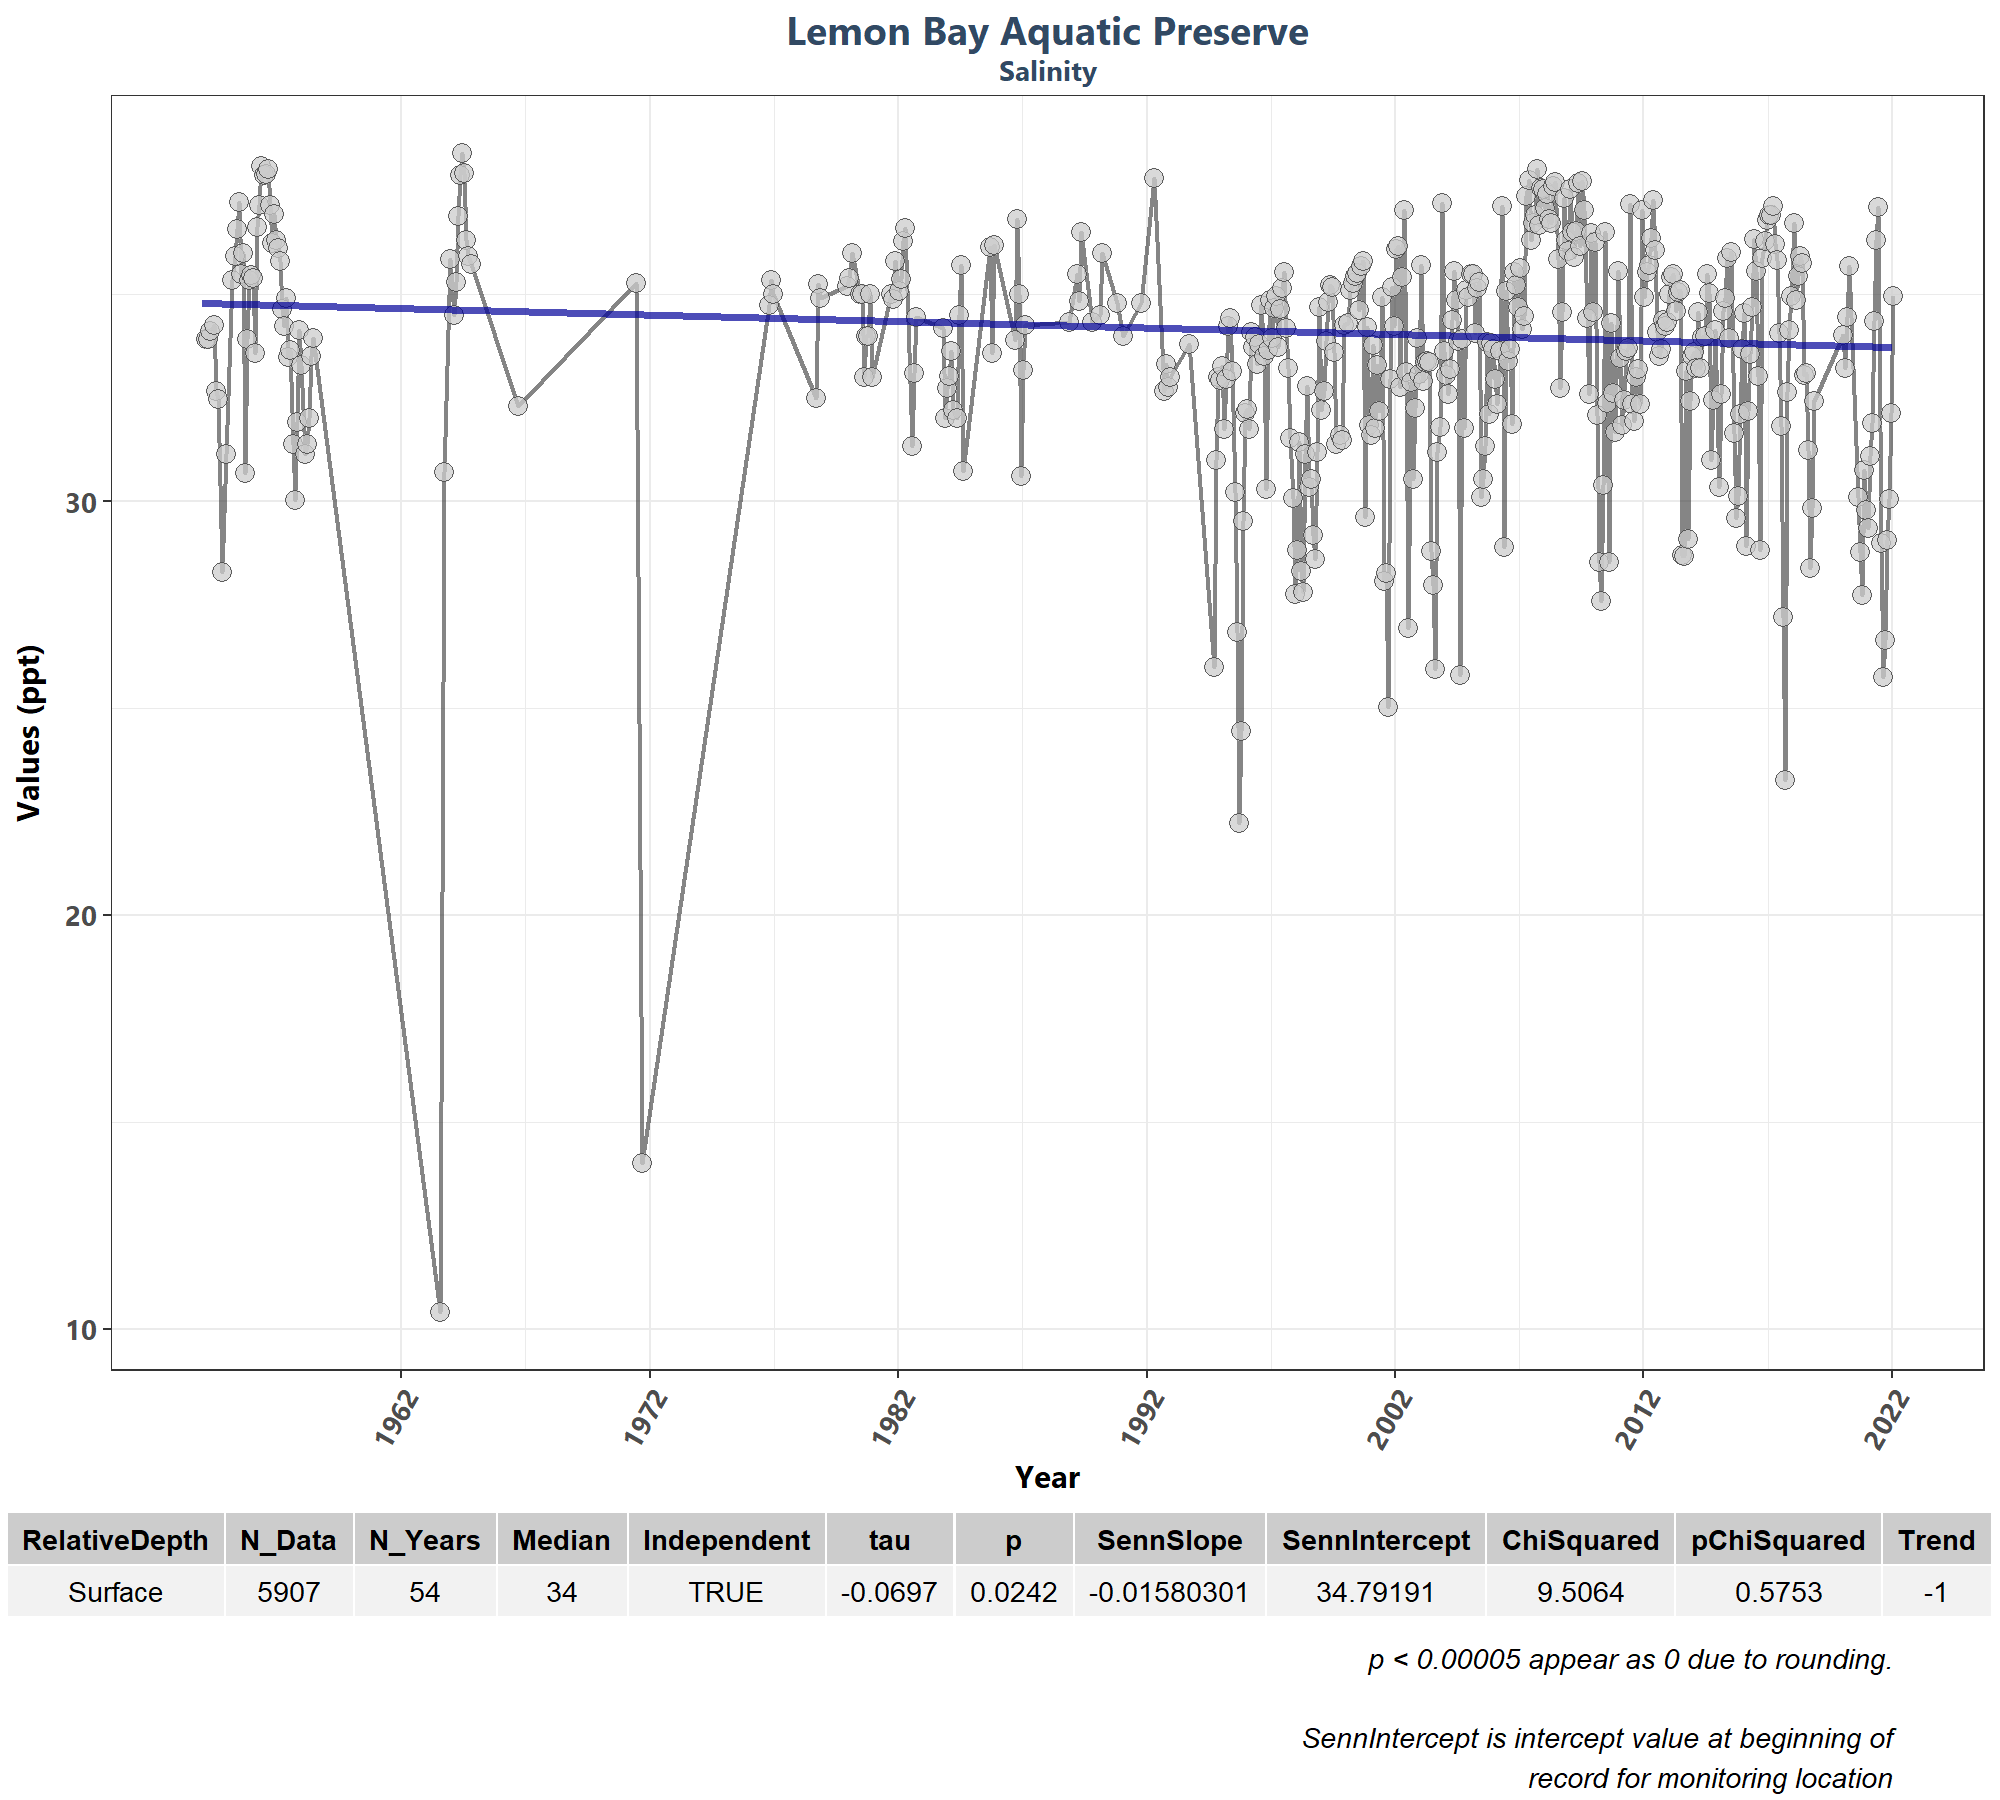 Lemon Bay Aquatic Preserve
Salinity
Values (ppt)
30
20
10
1962 1972 1982 1992 2002 2012 2022
Year
RelativeDepth N_Data N_Years Median Independent tau p SennSlope SennIntercept ChiSquared pChiSquared Trend
Surface 5907 54 34 TRUE -0.0697 0.0242 -0.01580301 34.79191 9.5064 0.5753 -1
p < 0.00005 appear as 0 due to rounding.
SennIntercept is intercept value at beginning of
record for monitoring location